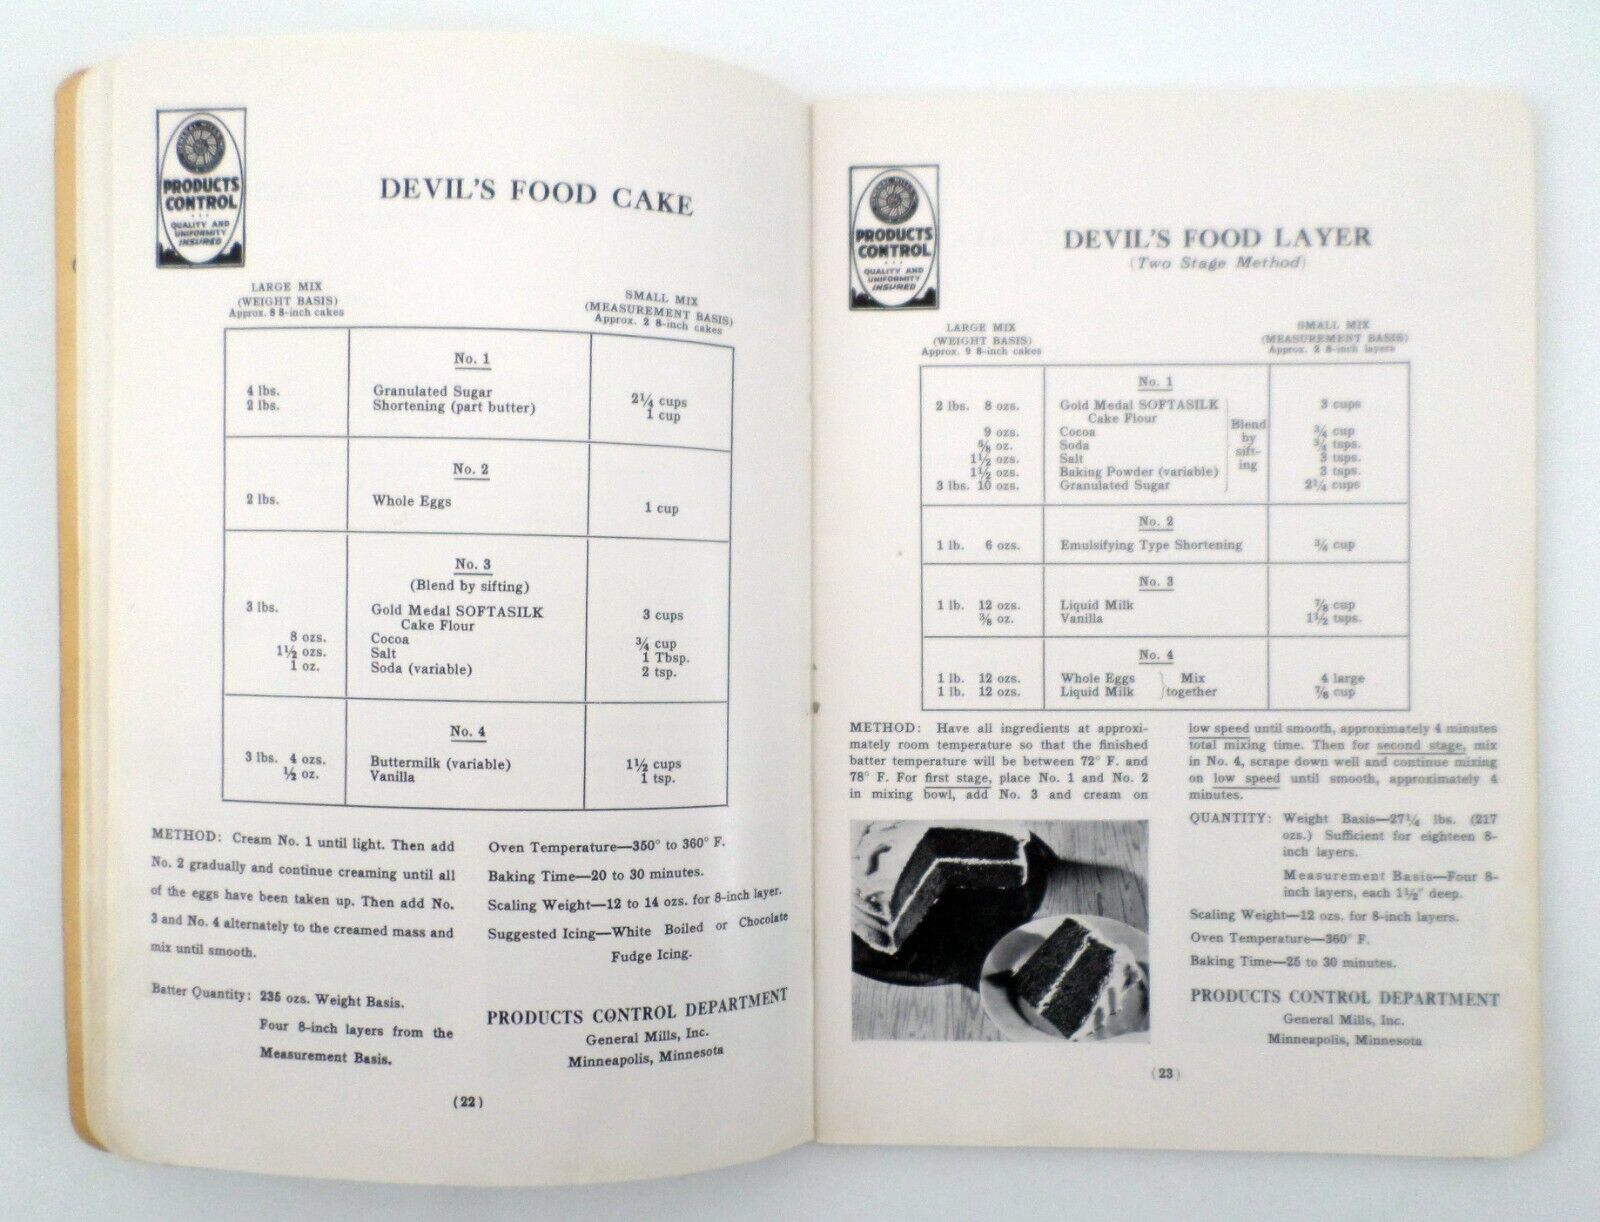 GENERAL MILLS
PRODUCTS
CONTROL
QUALITY AND
UNIFORMITY
INSURED
DEVIL'S FOOD CAKE
LARGE MIX
(WEIGHT BASIS)
Approx. 8 8-inch cakes
SMALL MIX
(MEASUREMENT BASIS)
Approx. 2 8-inch cakes
No. 1
4 lbs. Granulated Sugar 2¼ cups
2 lbs. Shortening (part butter) 1 cup
No. 2
2 lbs. Whole Eggs 1 cup
No. 3
(Blend by sifting)
3 lbs. Gold Medal SOFTASILK 3 cups
Cake Flour
8 ozs. Cocoa ¾ cup
1½ ozs. Salt 1 Tbsp.
1 oz. Soda (variable) 2 tsp.
No. 4
3 lbs. 4 ozs. Buttermilk (variable) 1½ cups
½ oz. Vanilla 1 tsp.
METHOD: Cream No. 1 until light. Then add
No. 2 gradually and continue creaming until all
of the eggs have been taken up. Then add No.
3 and No. 4 alternately to the creamed mass and
mix until smooth.
Batter Quantity: 235 ozs. Weight Basis.
Four 8-inch layers from the
Measurement Basis.
Oven Temperature—350° to 360° F.
Baking Time—20 to 30 minutes.
Scaling Weight—12 to 14 ozs. for 8-inch layer.
Suggested Icing—White Boiled or Chocolate
Fudge Icing.
PRODUCTS CONTROL DEPARTMENT
General Mills, Inc.
Minneapolis, Minnesota
(22)
GENERAL MILLS
PRODUCTS
CONTROL
QUALITY AND
UNIFORMITY
INSURED
DEVIL'S FOOD LAYER
(Two Stage Method)
LARGE MIX
(WEIGHT BASIS)
Approx. 9 8-inch cakes
SMALL MIX
(MEASUREMENT BASIS)
Approx. 2 8-inch layers
No. 1
2 lbs. 8 ozs. Gold Medal SOFTASILK 3 cups
Cake Flour
9 ozs. Cocoa ¾ cup
⅝ oz. Soda ¾ tsps.
1½ ozs. Salt 3 tsps.
1½ ozs. Baking Powder (variable) 3 tsps.
3 lbs. 10 ozs. Granulated Sugar 2¼ cups
Blend
by
sift-
ing
No. 2
1 lb. 6 ozs. Emulsifying Type Shortening ¾ cup
No. 3
1 lb. 12 ozs. Liquid Milk ⅞ cup
⅜ oz. Vanilla 1½ tsps.
No. 4
1 lb. 12 ozs. Whole Eggs Mix 4 large
1 lb. 12 ozs. Liquid Milk together ⅞ cup
METHOD: Have all ingredients at approxi-
mately room temperature so that the finished
batter temperature will be between 72° F. and
78° F. For first stage, place No. 1 and No. 2
in mixing bowl, add No. 3 and cream on
low speed until smooth, approximately 4 minutes
total mixing time. Then for second stage, mix
in No. 4, scrape down well and continue mixing
on low speed until smooth, approximately 4
minutes.
QUANTITY: Weight Basis—27¼ lbs. (217
ozs.) Sufficient for eighteen 8-
inch layers.
Measurement Basis—Four 8-
inch layers, each 1½" deep.
Scaling Weight—12 ozs. for 8-inch layers.
Oven Temperature—360° F.
Baking Time—25 to 30 minutes.
PRODUCTS CONTROL DEPARTMENT
General Mills, Inc.
Minneapolis, Minnesota
(23)